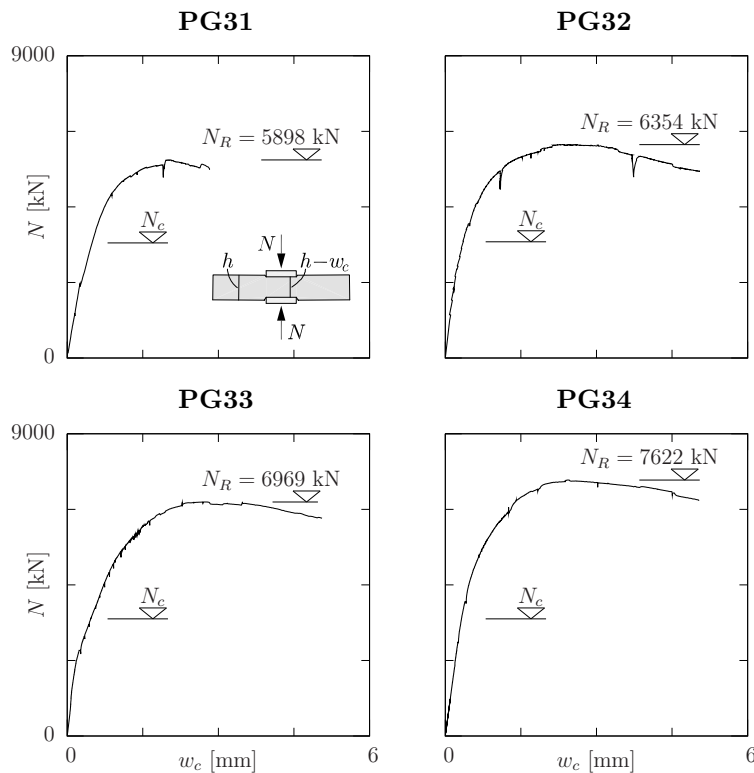 PG31
PG32
9000
N_R = 5898 kN
N_R = 6354 kN
N [kN]
N_c
N_c
N
h
h−w_c
N
0
PG33
PG34
9000
N_R = 6969 kN
N_R = 7622 kN
N [kN]
N_c
N_c
0
0
w_c [mm]
6
0
w_c [mm]
6